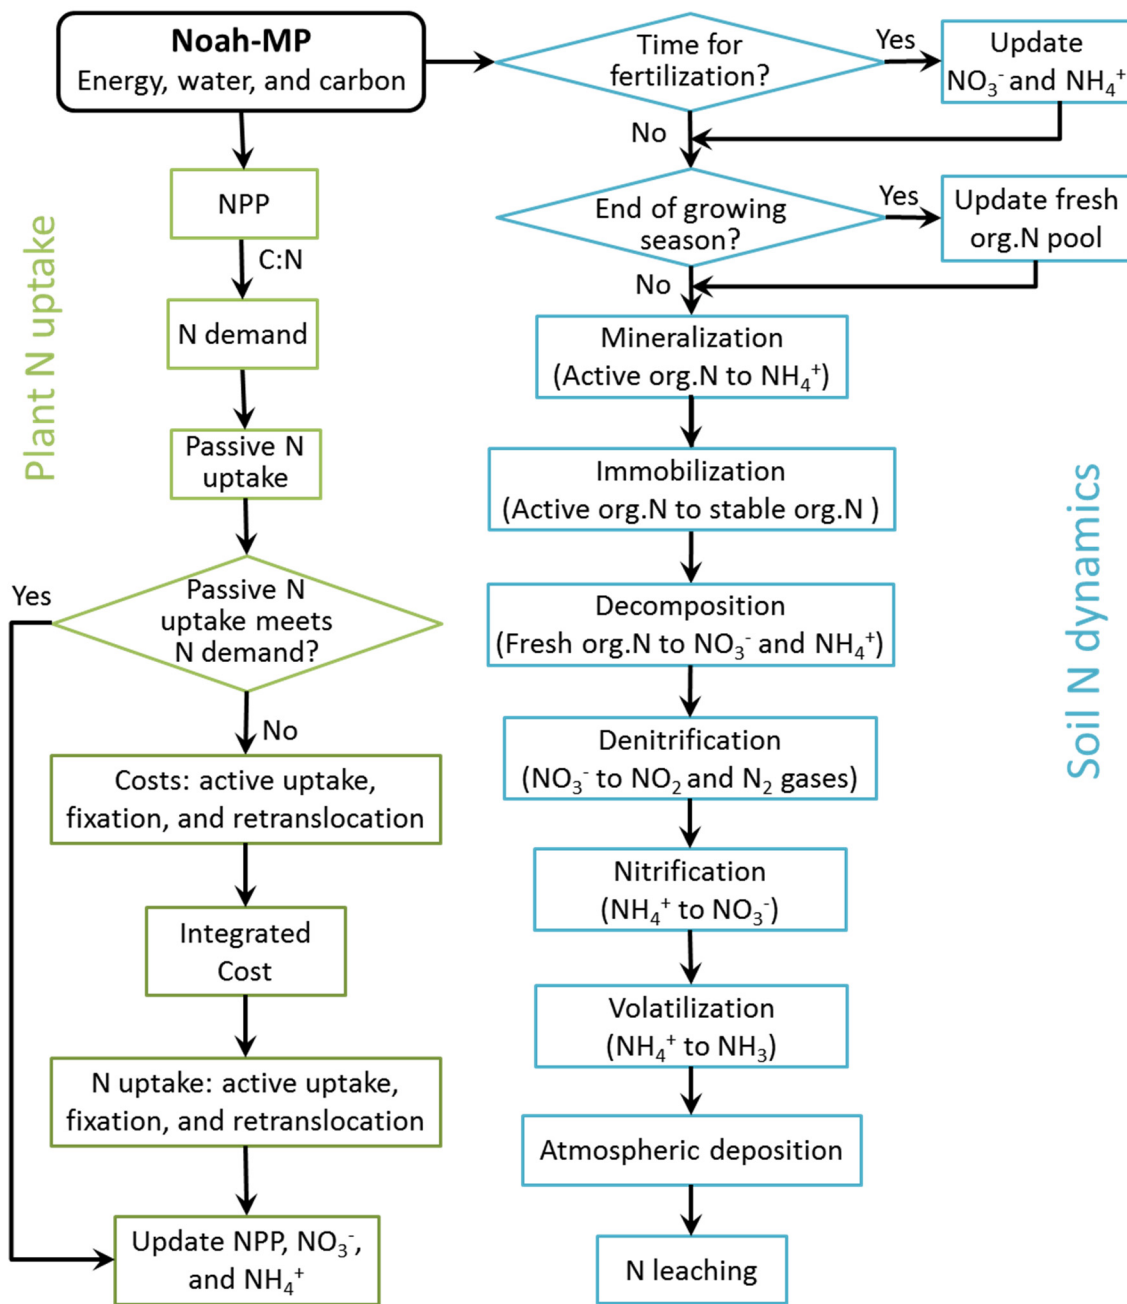 Noah-MP
Energy, water, and carbon
Time for
fertilization?
Yes
Update
NO₃⁻ and NH₄⁺
No
End of growing
season?
Yes
Update fresh
org.N pool
No
Plant N uptake
NPP
C:N
N demand
Passive N
uptake
Passive N
uptake meets
N demand?
Yes
No
Costs: active uptake,
fixation, and retranslocation
Integrated
Cost
N uptake: active uptake,
fixation, and retranslocation
Update NPP, NO₃⁻,
and NH₄⁺
Mineralization
(Active org.N to NH₄⁺)
Immobilization
(Active org.N to stable org.N )
Decomposition
(Fresh org.N to NO₃⁻ and NH₄⁺)
Denitrification
(NO₃⁻ to NO₂ and N₂ gases)
Nitrification
(NH₄⁺ to NO₃⁻)
Volatilization
(NH₄⁺ to NH₃)
Atmospheric deposition
N leaching
Soil N dynamics